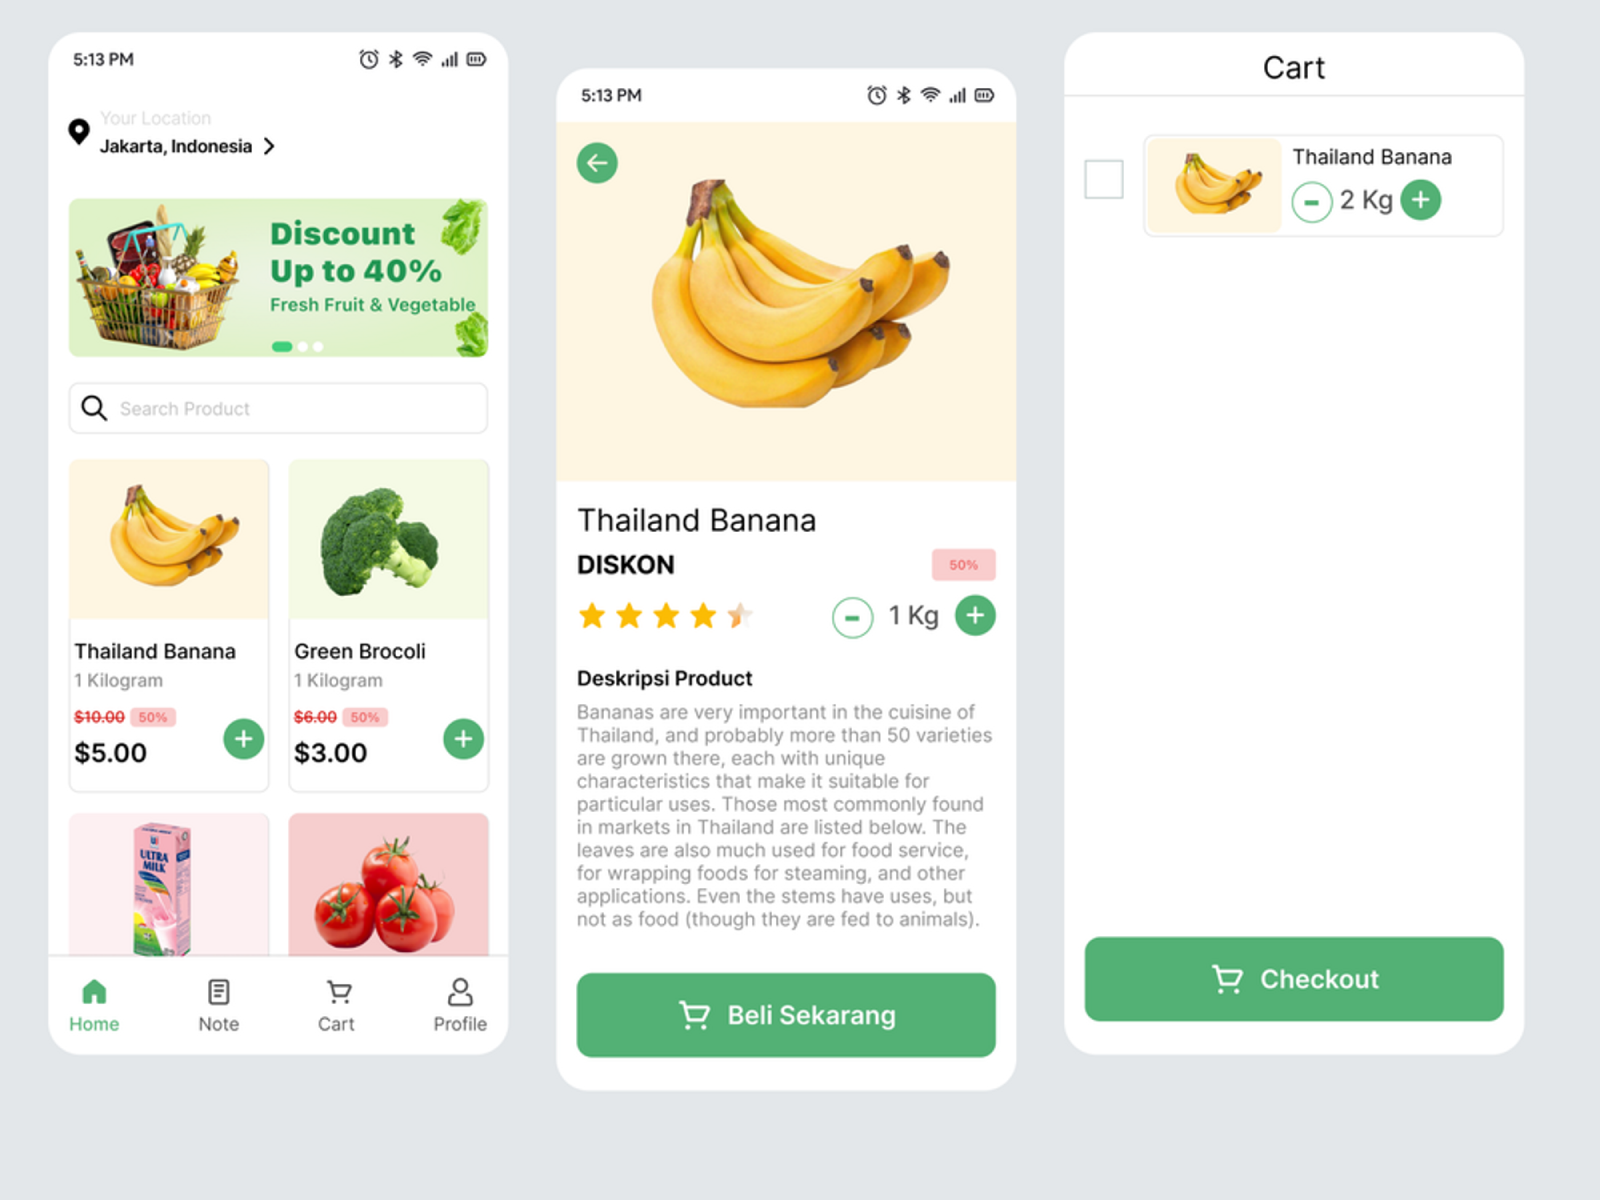 5:13 PM
Your Location
Jakarta, Indonesia
Discount
Up to 40%
Fresh Fruit & Vegetable
Search Product
Thailand Banana
1 Kilogram
$10.00 50%
$5.00
Green Brocoli
1 Kilogram
$6.00 50%
$3.00
ULTRA
MILK
Home
Note
Cart
Profile
5:13 PM
Thailand Banana
DISKON
50%
1 Kg
Deskripsi Product
Bananas are very important in the cuisine of
Thailand, and probably more than 50 varieties
are grown there, each with unique
characteristics that make it suitable for
particular uses. Those most commonly found
in markets in Thailand are listed below. The
leaves are also much used for food service,
for wrapping foods for steaming, and other
applications. Even the stems have uses, but
not as food (though they are fed to animals).
Beli Sekarang
Cart
Thailand Banana
2 Kg
Checkout